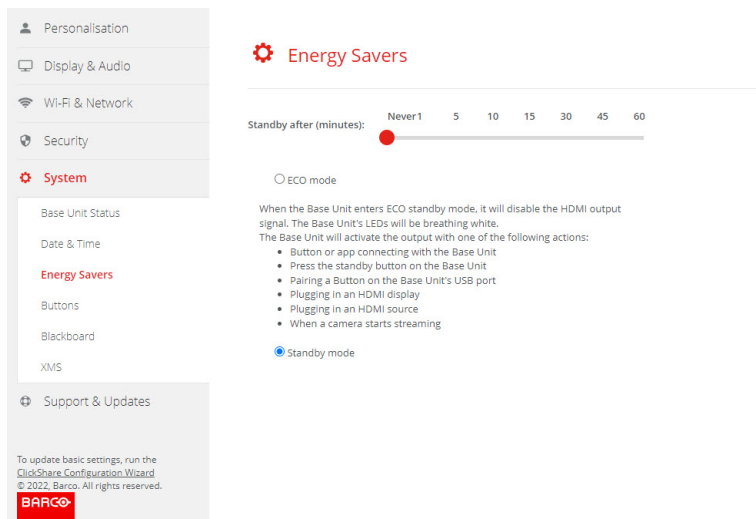 Personalisation
Display & Audio
Wi-Fi & Network
Security
System
Base Unit Status
Date & Time
Energy Savers
Buttons
Blackboard
XMS
Support & Updates
To update basic settings, run the
ClickShare Configuration Wizard
© 2022, Barco. All rights reserved.
BARCO
Energy Savers
Standby after (minutes):
Never 1 5 10 15 30 45 60
ECO mode
When the Base Unit enters ECO standby mode, it will disable the HDMI output
signal. The Base Unit's LEDs will be breathing white.
The Base Unit will activate the output with one of the following actions:
• Button or app connecting with the Base Unit
• Press the standby button on the Base Unit
• Pairing a Button on the Base Unit's USB port
• Plugging in an HDMI display
• Plugging in an HDMI source
• When a camera starts streaming
Standby mode